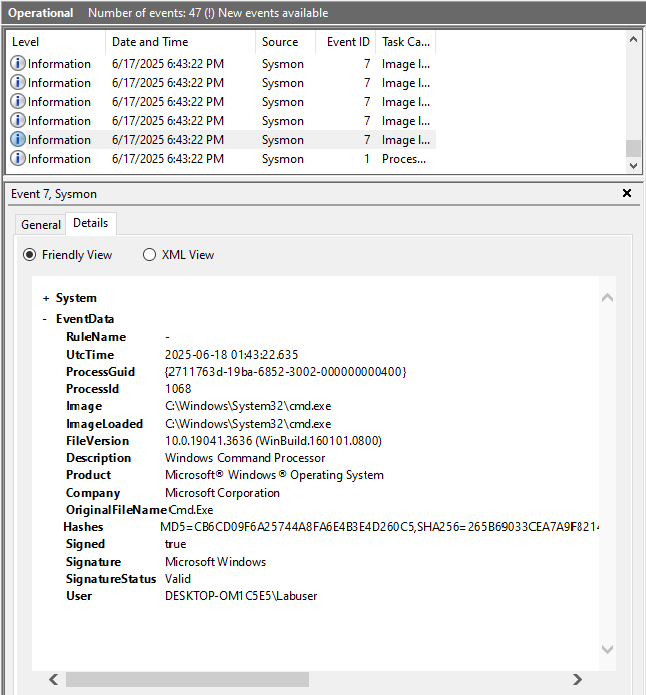 Operational Number of events: 47 (!) New events available
Level Date and Time Source Event ID Task Ca...
Information 6/17/2025 6:43:22 PM Sysmon 7 Image l...
Information 6/17/2025 6:43:22 PM Sysmon 7 Image l...
Information 6/17/2025 6:43:22 PM Sysmon 7 Image l...
Information 6/17/2025 6:43:22 PM Sysmon 7 Image l...
Information 6/17/2025 6:43:22 PM Sysmon 7 Image l...
Information 6/17/2025 6:43:22 PM Sysmon 1 Proces...
Event 7, Sysmon
General Details
Friendly View XML View
+ System
- EventData
RuleName -
UtcTime 2025-06-18 01:43:22.635
ProcessGuid {2711763d-19ba-6852-3002-000000000400}
ProcessId 1068
Image C:\Windows\System32\cmd.exe
ImageLoaded C:\Windows\System32\cmd.exe
FileVersion 10.0.19041.3636 (WinBuild.160101.0800)
Description Windows Command Processor
Product Microsoft® Windows® Operating System
Company Microsoft Corporation
OriginalFileName Cmd.Exe
Hashes MD5=CB6CD09F6A25744A8FA6E4B3E4D260C5,SHA256=265B69033CEA7A9F8214
Signed true
Signature Microsoft Windows
SignatureStatus Valid
User DESKTOP-OM1C5E5\Labuser